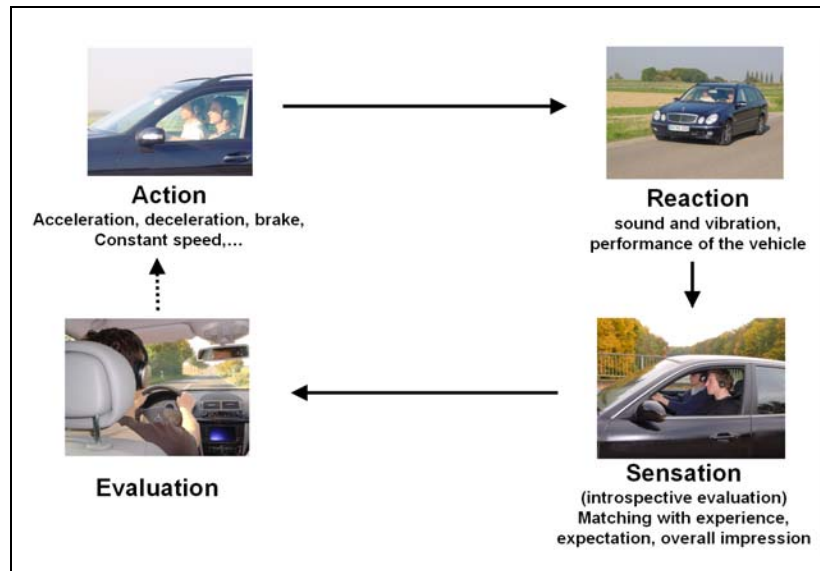 Action
Acceleration, deceleration, brake,
Constant speed,...
Reaction
sound and vibration,
performance of the vehicle
Evaluation
Sensation
(introspective evaluation)
Matching with experience,
expectation, overall impression